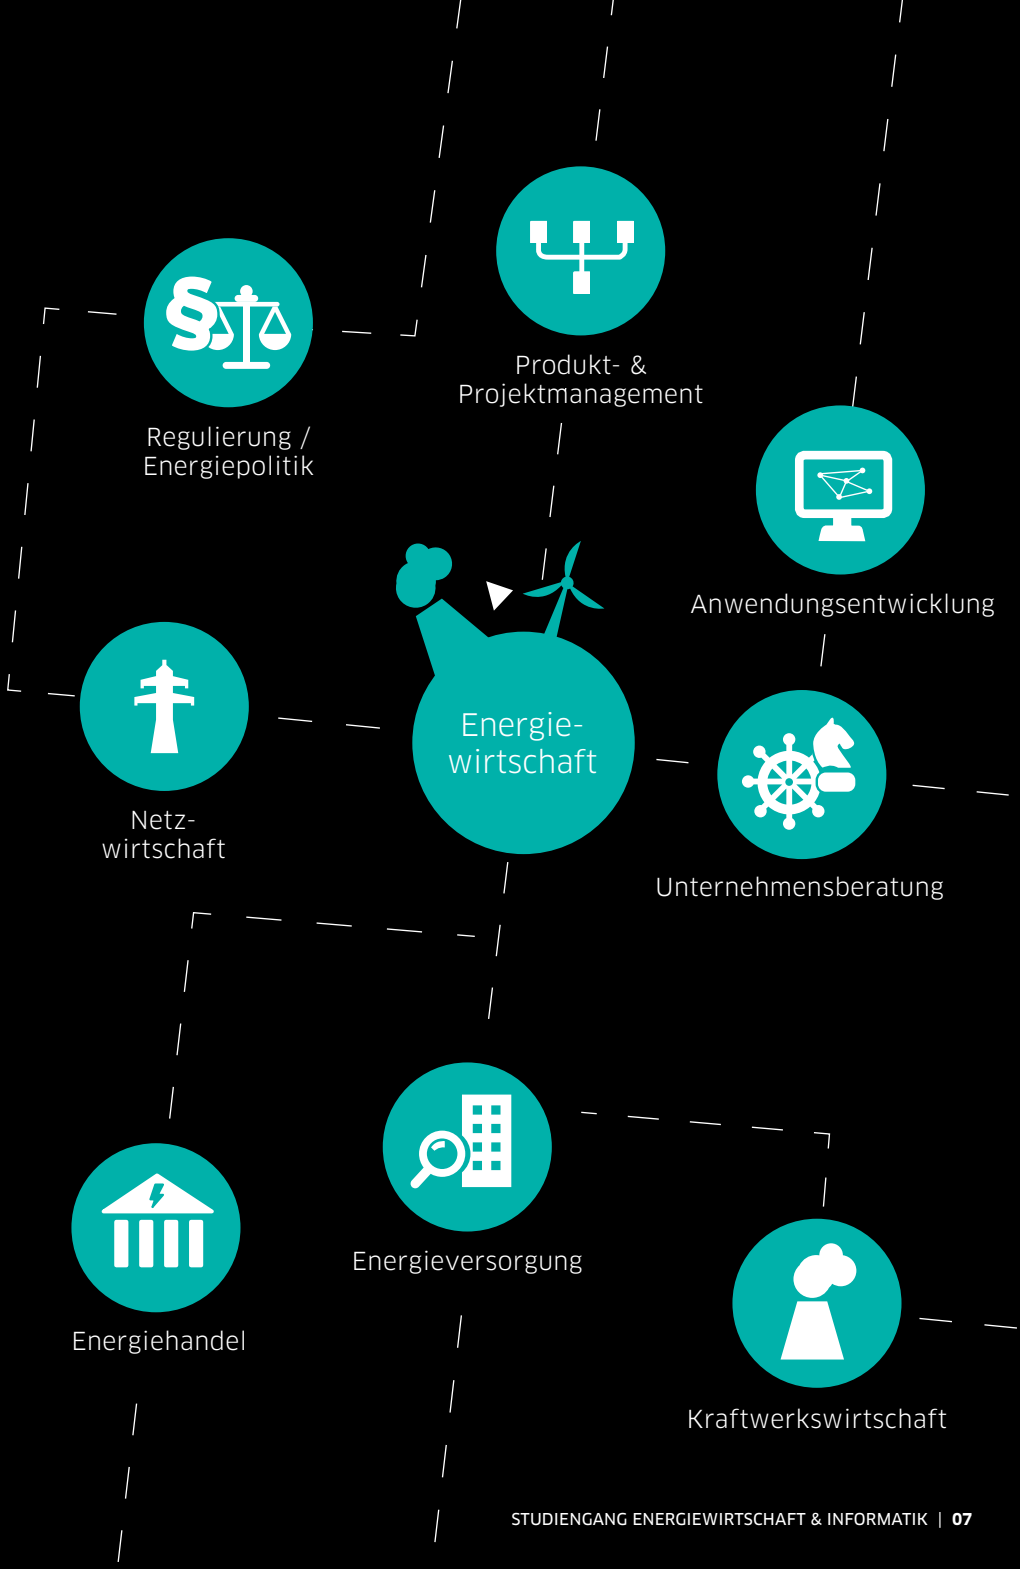 Produkt- &
Projektmanagement
Regulierung /
Energiepolitik
Anwendungsentwicklung
Energie-
wirtschaft
Netz-
wirtschaft
Unternehmensberatung
Energieversorgung
Energiehandel
Kraftwerkswirtschaft
STUDIENGANG ENERGIEWIRTSCHAFT & INFORMATIK | 07